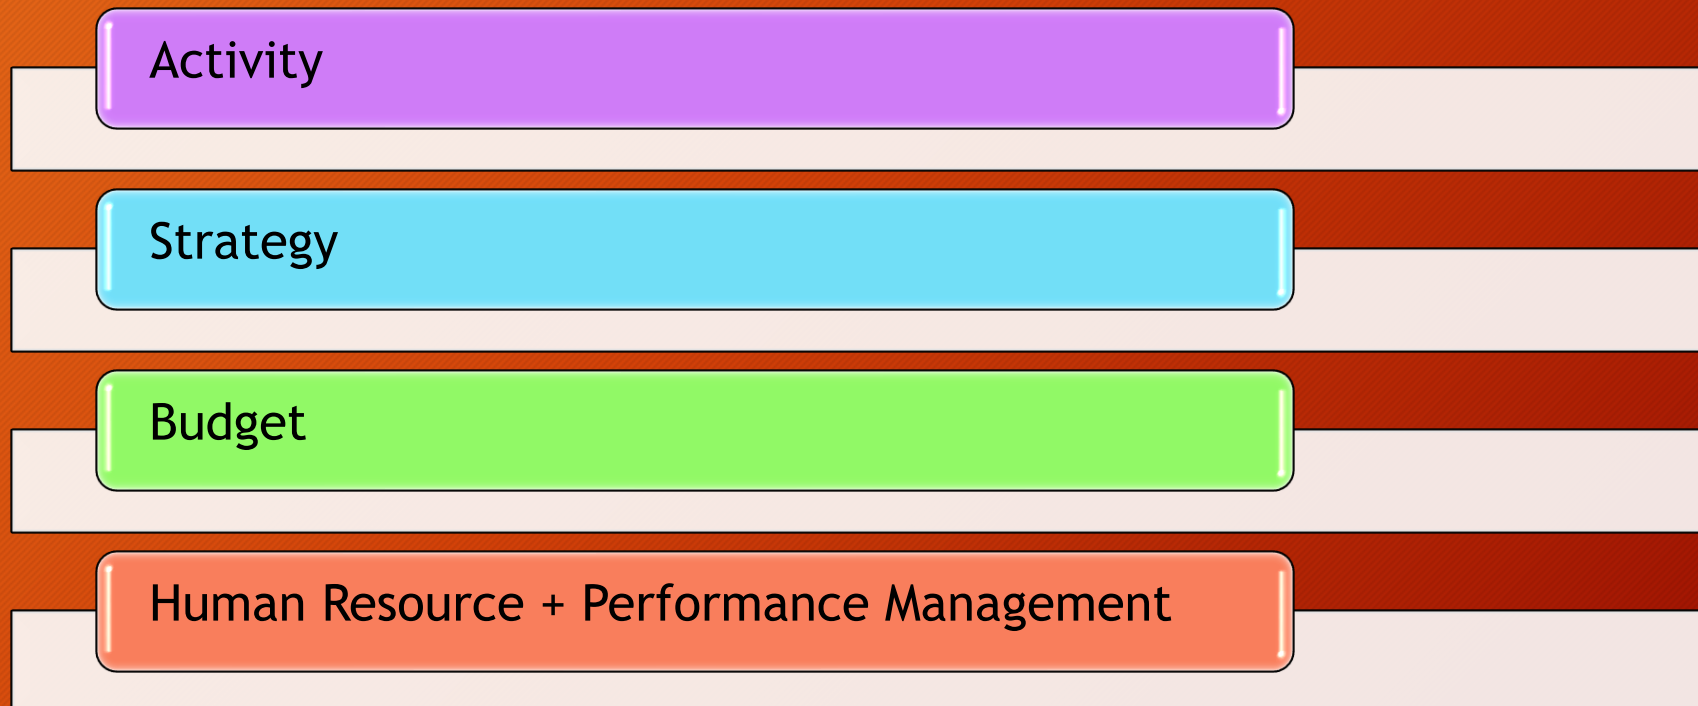 Activity
Strategy
Budget
Human Resource + Performance Management